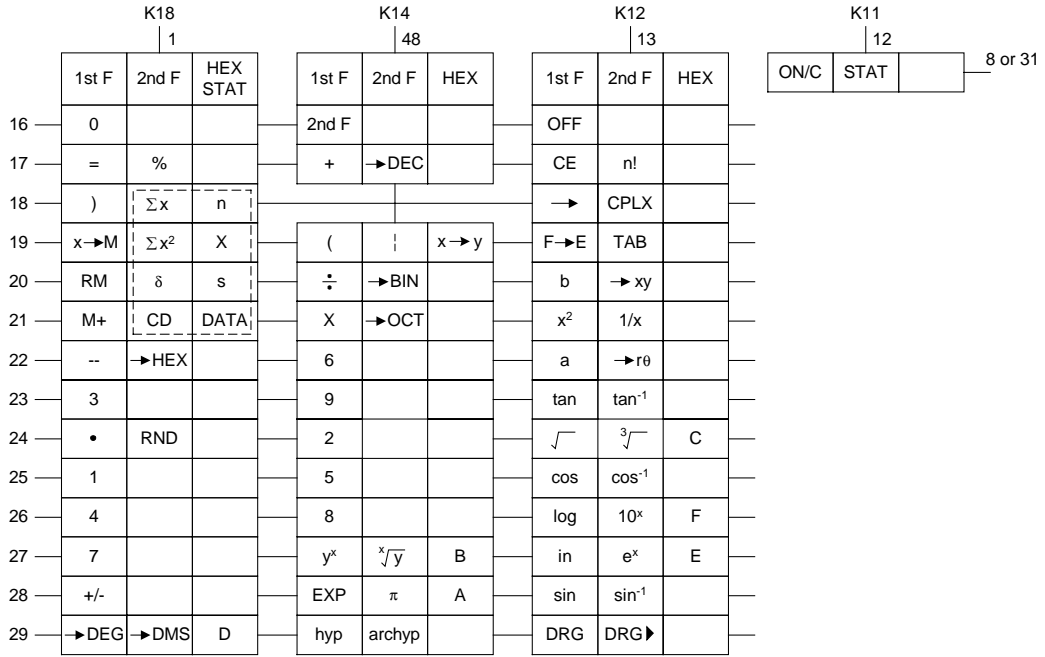 K18 K14 K12 K11
1 48 13 12
1st F 2nd F HEX STAT 1st F 2nd F HEX 1st F 2nd F HEX ON/C STAT 8 or 31
16 0 2nd F OFF
17 = % + →DEC CE n!
18 ) Σx n → CPLX
19 x→M Σx² X ( ¦ x→y F→E TAB
20 RM δ s ÷ →BIN b →xy
21 M+ CD DATA X →OCT x² 1/x
22 -- →HEX 6 a →rθ
23 3 9 tan tan⁻¹
24 • RND 2 √ ³√ C
25 1 5 cos cos⁻¹
26 4 8 log 10ˣ F
27 7 yˣ ˣ√y B in eˣ E
28 +/- EXP π A sin sin⁻¹
29 →DEG →DMS D hyp archyp DRG DRG▶